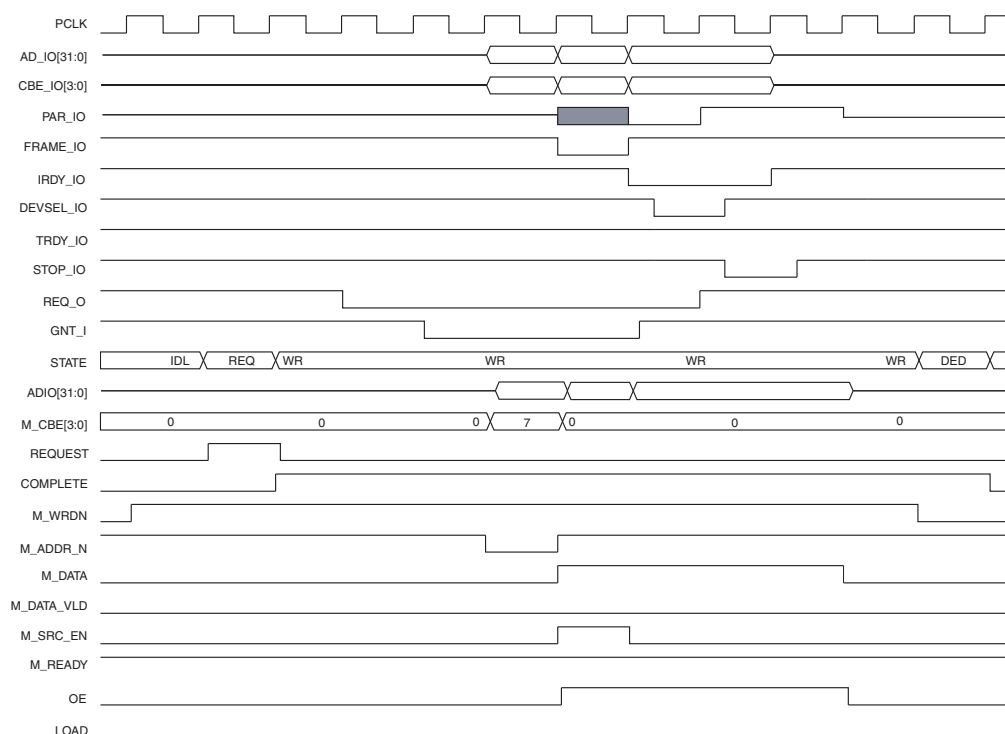 PCLK
AD_IO[31:0]
CBE_IO[3:0]
PAR_IO
FRAME_IO
IRDY_IO
DEVSEL_IO
TRDY_IO
STOP_IO
REQ_O
GNT_I
STATE IDL REQ WR WR WR WR DED
ADIO[31:0]
M_CBE[3:0] 0 0 0 7 0 0 0
REQUEST
COMPLETE
M_WRDN
M_ADDR_N
M_DATA
M_DATA_VLD
M_SRC_EN
M_READY
OE
LOAD